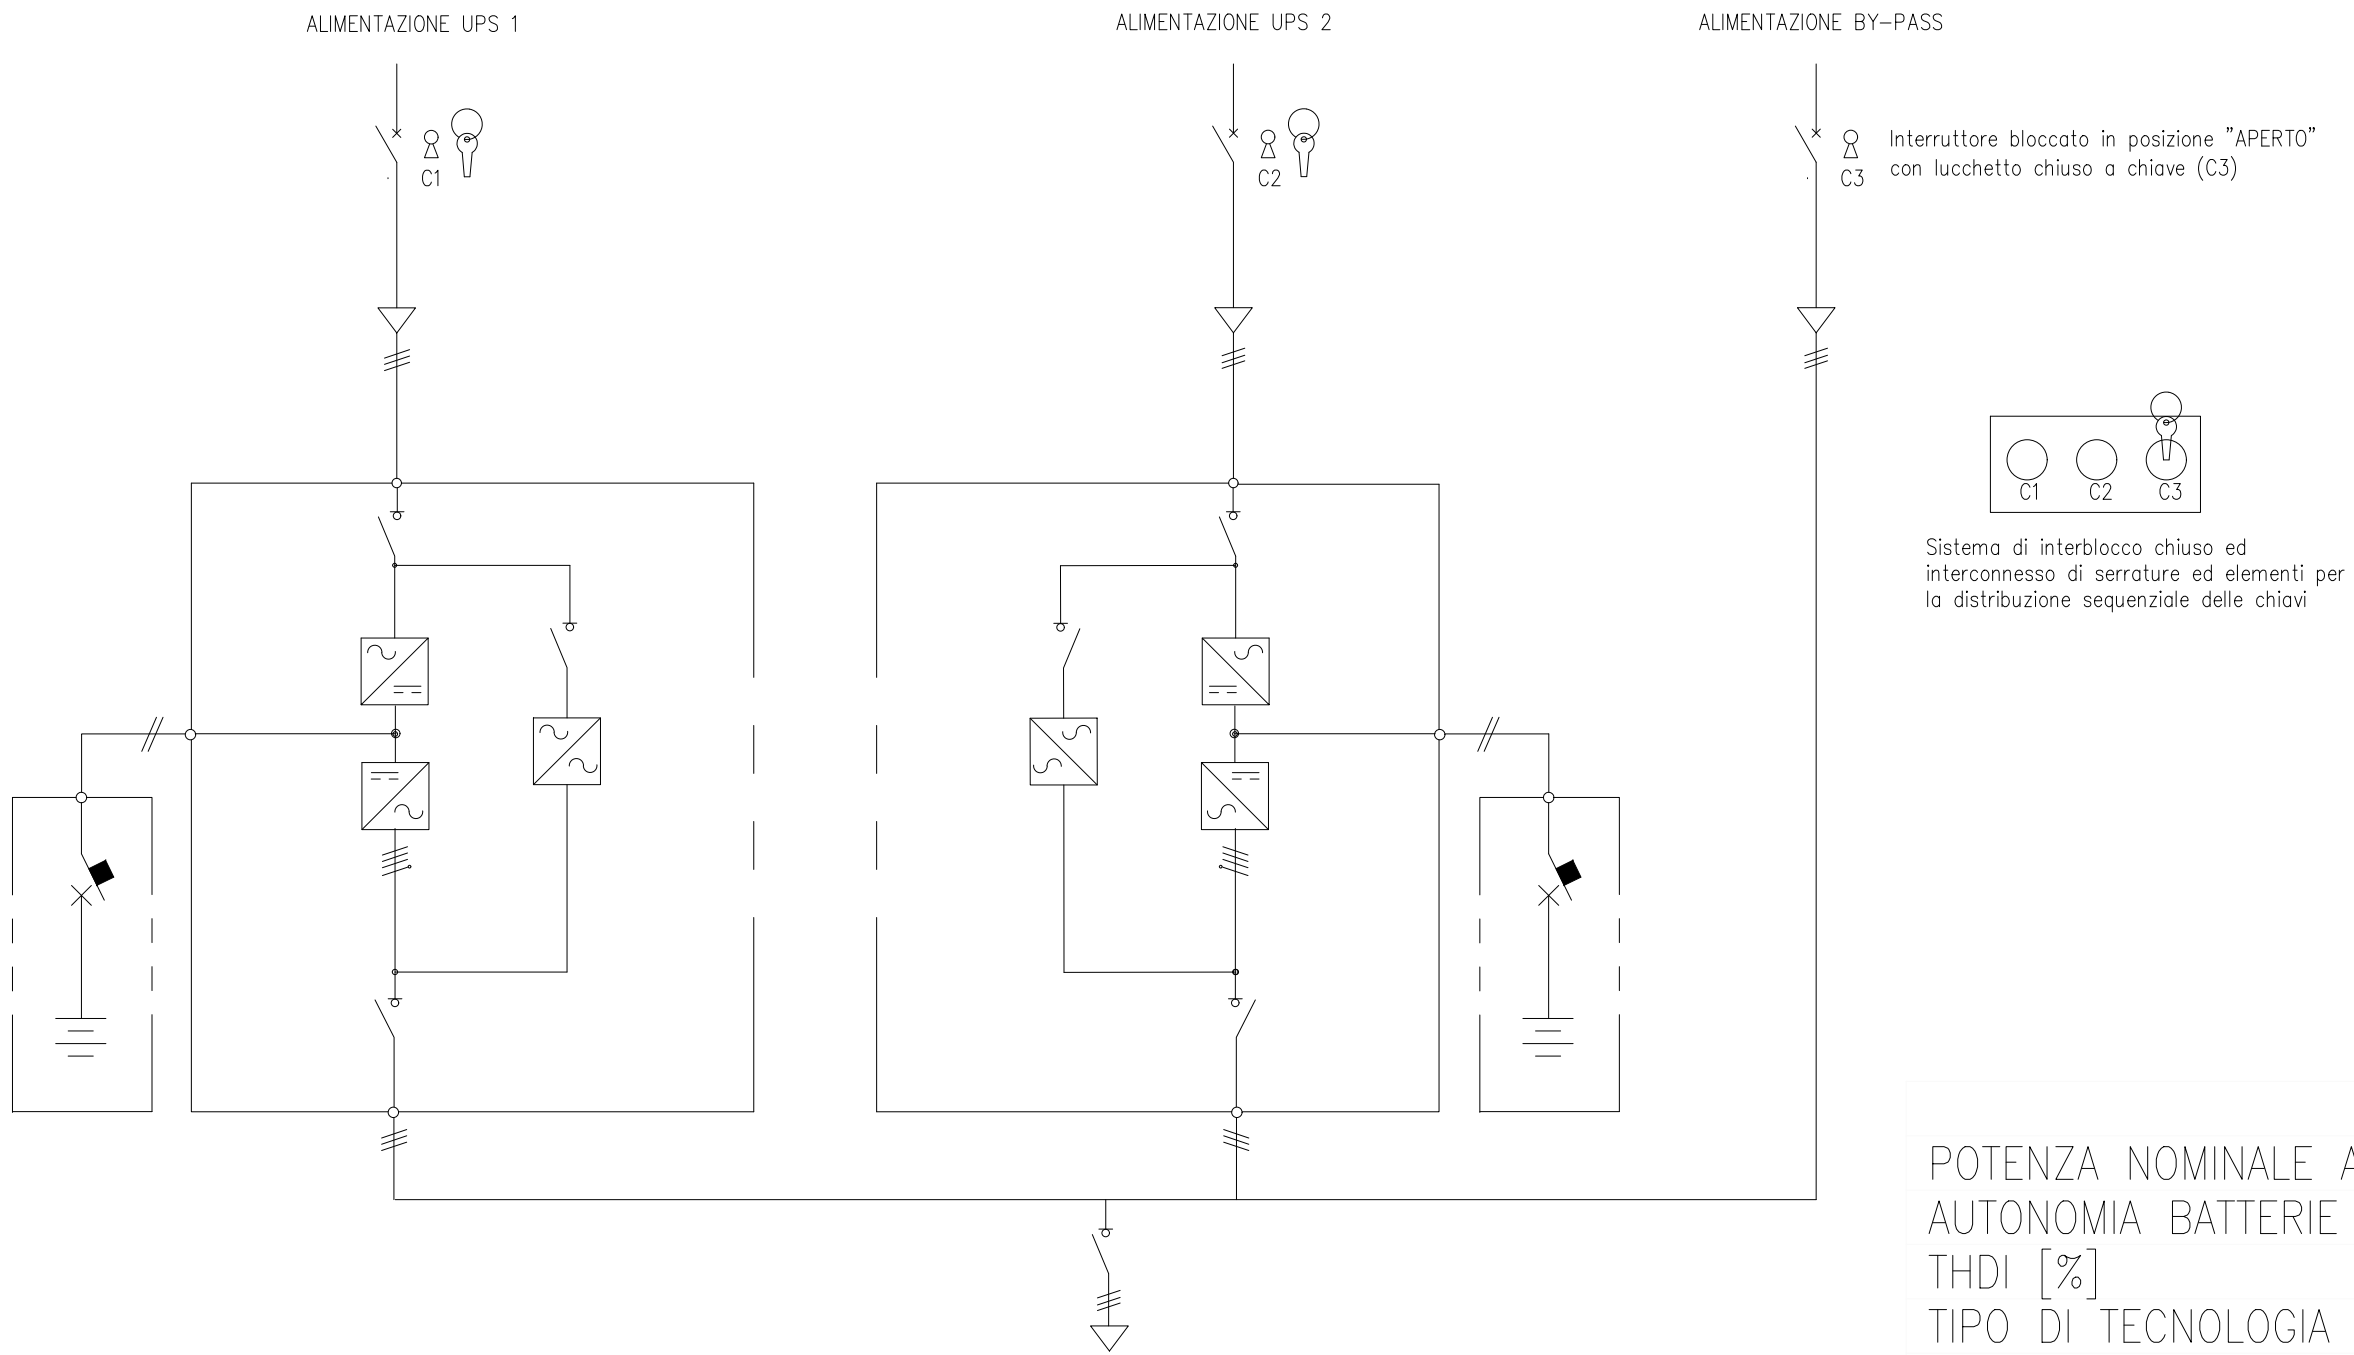 ALIMENTAZIONE UPS 1
ALIMENTAZIONE UPS 2
ALIMENTAZIONE BY-PASS
C1
C2
C3
Interruttore bloccato in posizione "APERTO"
con lucchetto chiuso a chiave (C3)
C1
C2
C3
Sistema di interblocco chiuso ed
interconnesso di serrature ed elementi per
la distribuzione sequenziale delle chiavi
POTENZA NOMINALE A
AUTONOMIA BATTERIE
THDI [%]
TIPO DI TECNOLOGIA